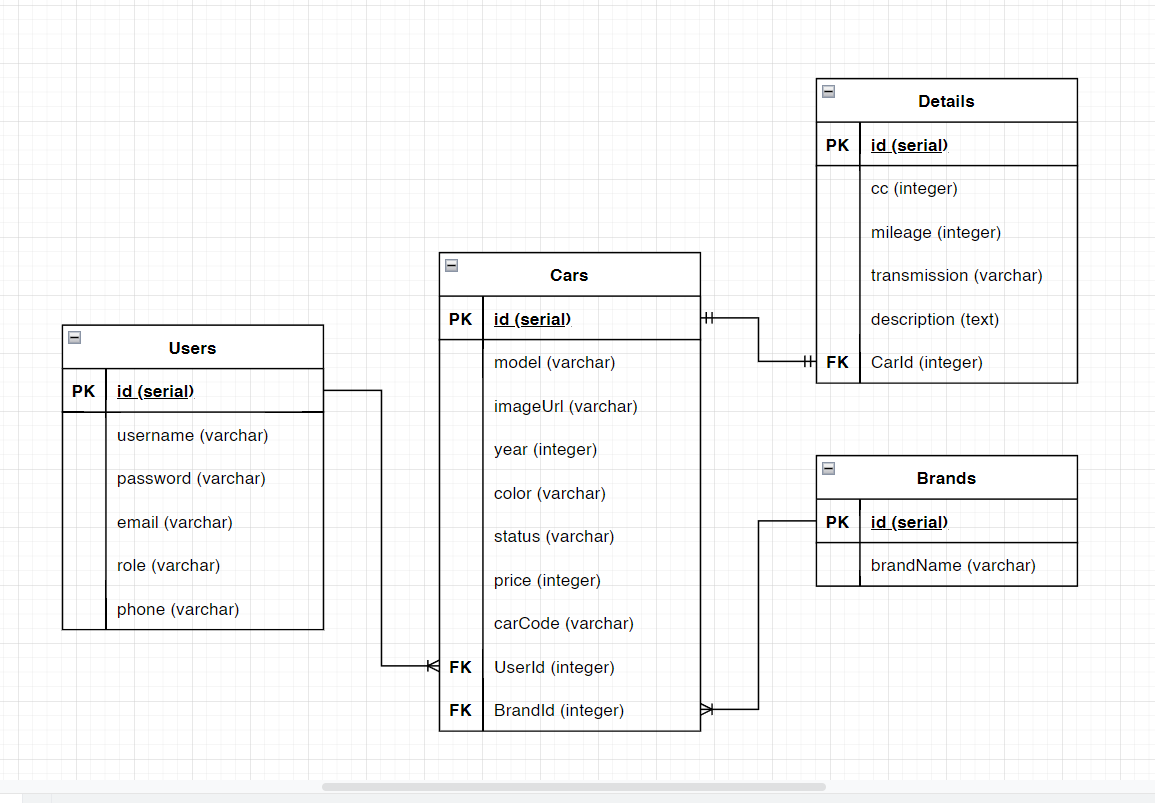 Details
PK id (serial)
cc (integer)
mileage (integer)
transmission (varchar)
description (text)
FK CarId (integer)
Cars
PK id (serial)
model (varchar)
imageUrl (varchar)
year (integer)
color (varchar)
status (varchar)
price (integer)
carCode (varchar)
FK UserId (integer)
FK BrandId (integer)
Users
PK id (serial)
username (varchar)
password (varchar)
email (varchar)
role (varchar)
phone (varchar)
Brands
PK id (serial)
brandName (varchar)